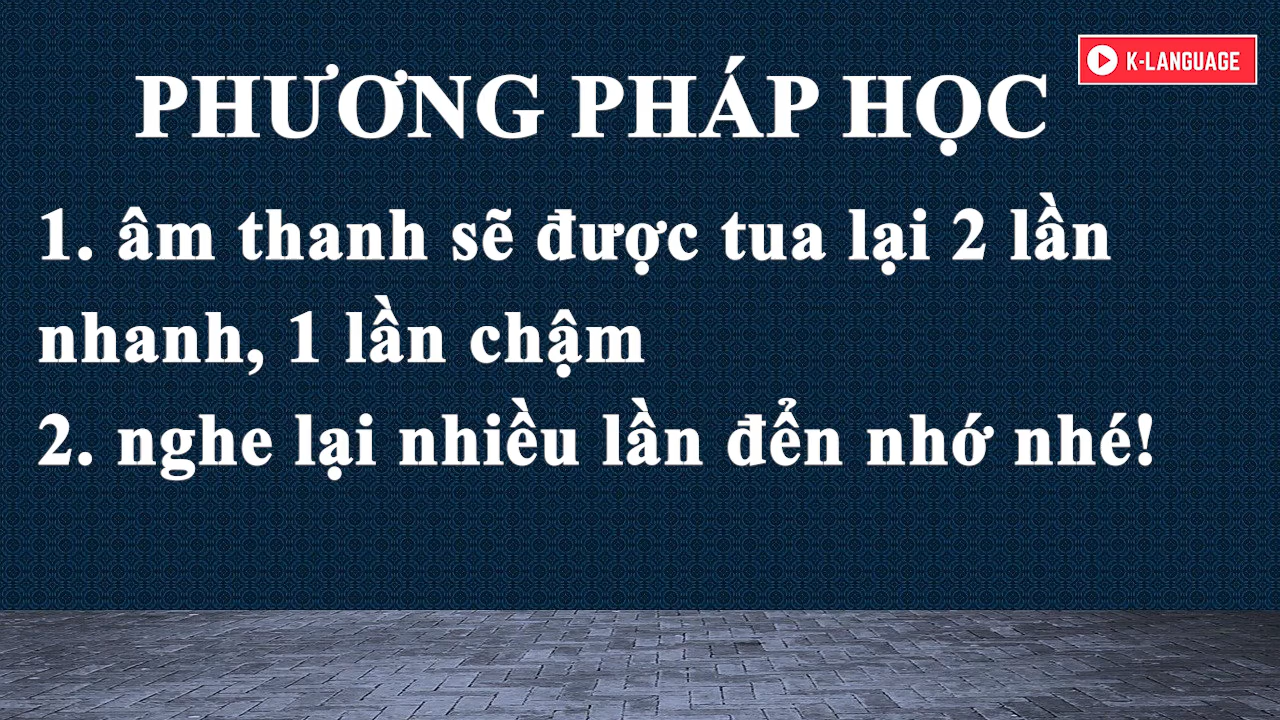 K-LANGUAGE
PHƯƠNG PHÁP HỌC
1. âm thanh sẽ được tua lại 2 lần
nhanh, 1 lần chậm
2. nghe lại nhiều lần để̉n nhớ nhé!